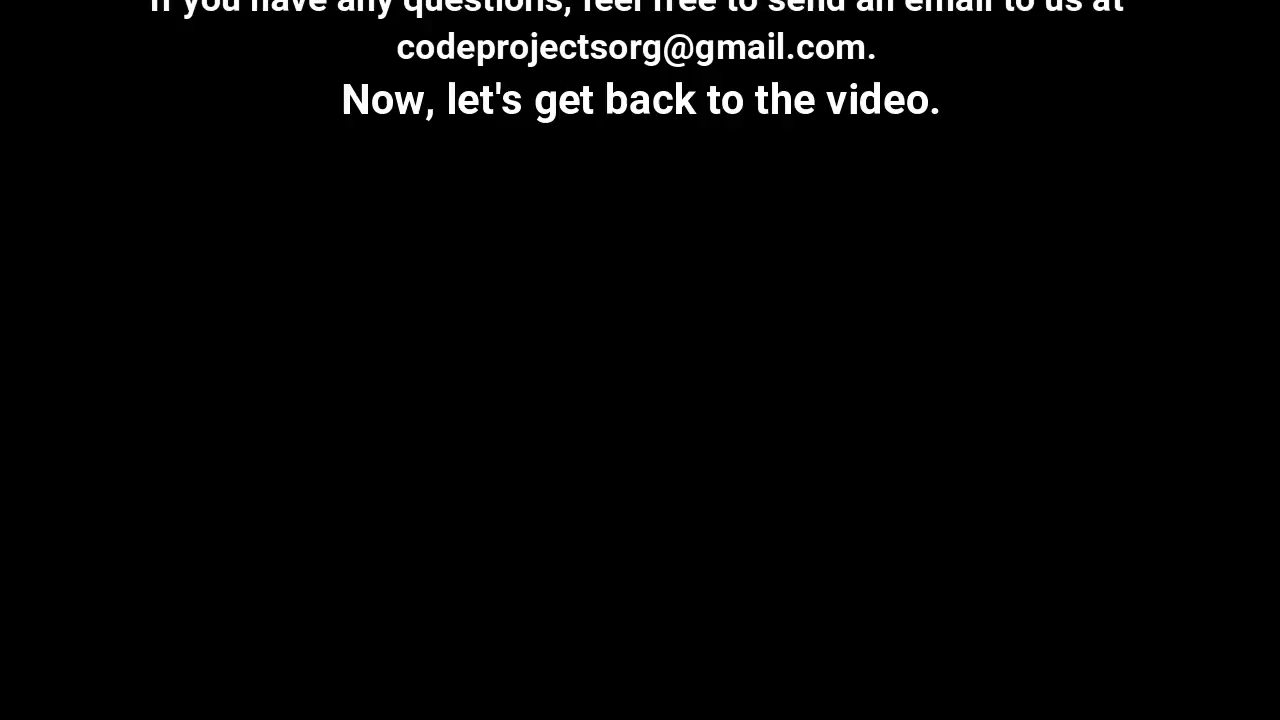 If you have any questions, feel free to send an email to us at
codeprojectsorg@gmail.com.
Now, let's get back to the video.